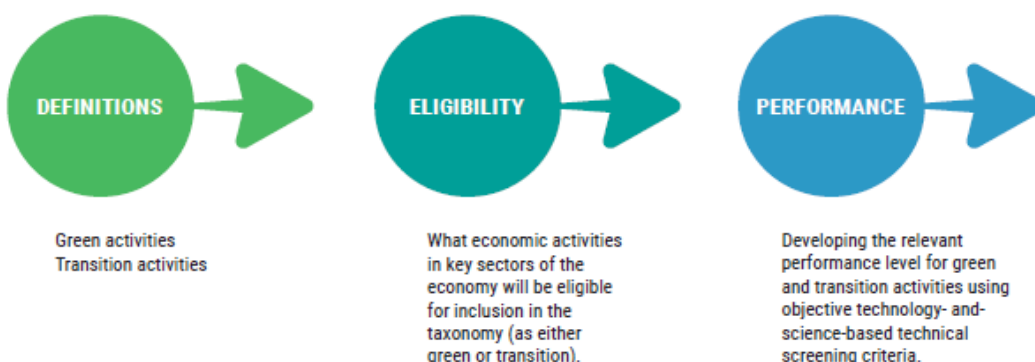 DEFINITIONS
ELIGIBILITY
PERFORMANCE
Green activities
Transition activities
What economic activities
in key sectors of the
economy will be eligible
for inclusion in the
taxonomy (as either
green or transition).
Developing the relevant
performance level for green
and transition activities using
objective technology- and-
science-based technical
screening criteria.